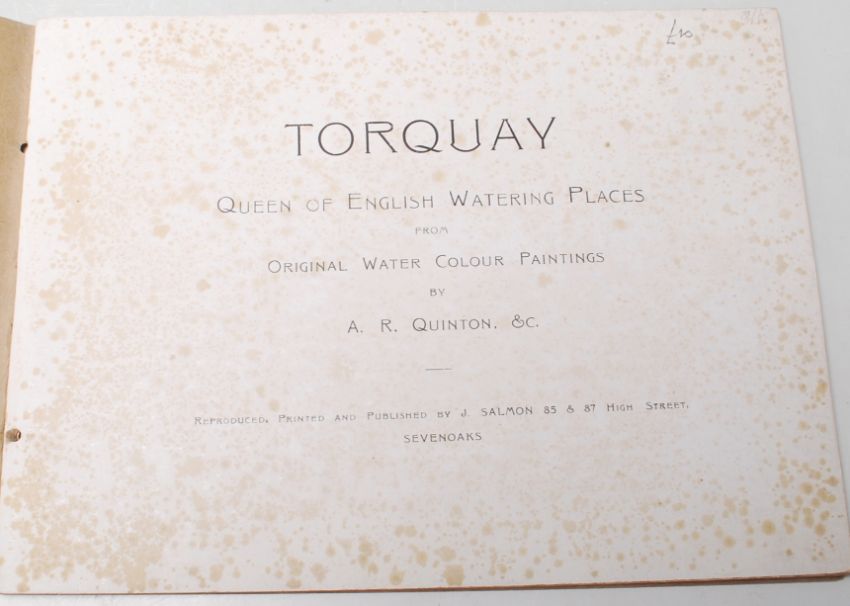 £10
TORQUAY
QUEEN OF ENGLISH WATERING PLACES
FROM
ORIGINAL WATER COLOUR PAINTINGS
BY
A. R. QUINTON. &C.
REPRODUCED, PRINTED AND PUBLISHED BY J. SALMON 85 & 87 HIGH STREET,
SEVENOAKS